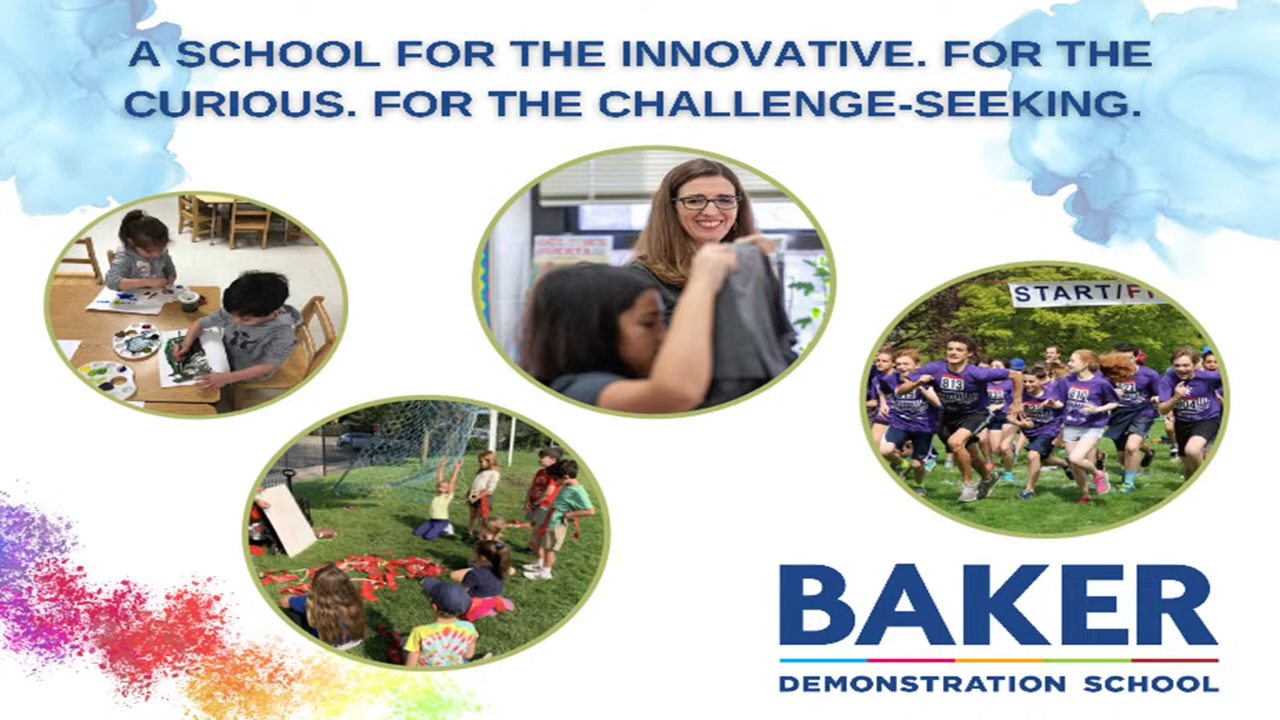 A SCHOOL FOR THE INNOVATIVE. FOR THE
CURIOUS. FOR THE CHALLENGE-SEEKING.
START/FI
813
BAKER
DEMONSTRATION SCHOOL